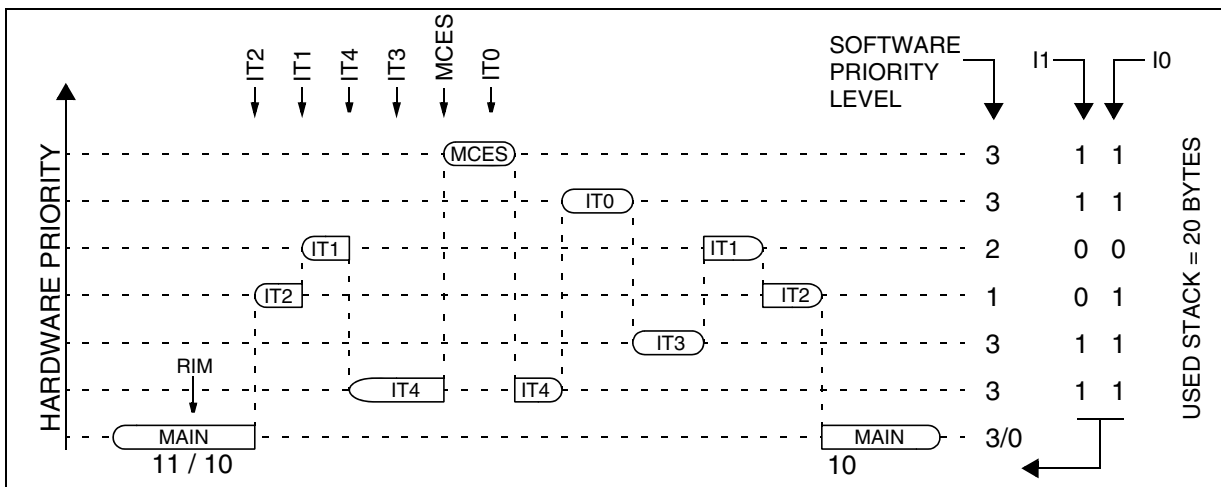 IT2
IT1
IT4
IT3
MCES
IT0
SOFTWARE
PRIORITY
LEVEL
I1
I0
HARDWARE PRIORITY
USED STACK = 20 BYTES
MCES
3
1 1
IT0
3
1 1
IT1
IT1
2
0 0
IT2
IT2
1
0 1
IT3
3
1 1
RIM
IT4
IT4
3
1 1
MAIN
MAIN
3/0
11 / 10
10